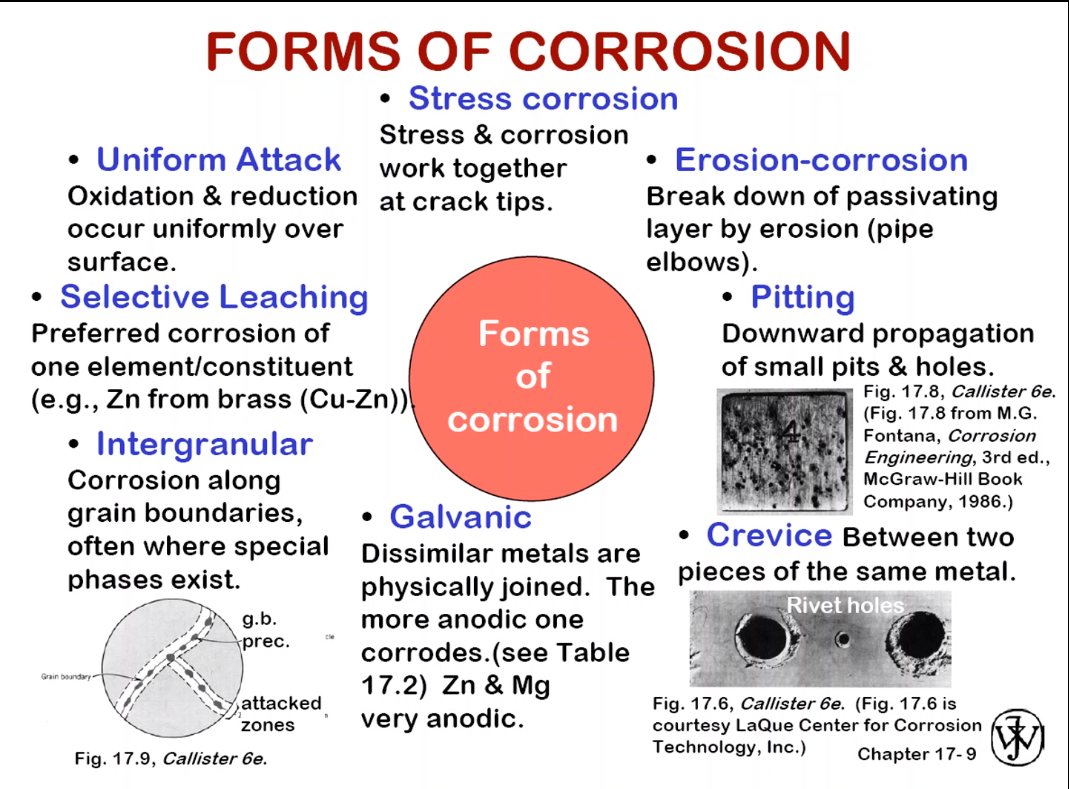 FORMS OF CORROSION
• Stress corrosion
Stress & corrosion
work together
at crack tips.
• Uniform Attack
Oxidation & reduction
occur uniformly over
surface.
• Erosion-corrosion
Break down of passivating
layer by erosion (pipe
elbows).
• Selective Leaching
Preferred corrosion of
one element/constituent
(e.g., Zn from brass (Cu-Zn)).
Forms
of
corrosion
• Pitting
Downward propagation
of small pits & holes.
4
Fig. 17.8, Callister 6e.
(Fig. 17.8 from M.G.
Fontana, Corrosion
Engineering, 3rd ed.,
McGraw-Hill Book
Company, 1986.)
• Intergranular
Corrosion along
grain boundaries,
often where special
phases exist.
g.b.
prec.
cle
Grain boundary
attacked
zones
Fig. 17.9, Callister 6e.
• Galvanic
Dissimilar metals are
physically joined. The
more anodic one
corrodes.(see Table
17.2) Zn & Mg
very anodic.
• Crevice Between two
pieces of the same metal.
Rivet holes
Fig. 17.6, Callister 6e. (Fig. 17.6 is
courtesy LaQue Center for Corrosion
Technology, Inc.)
Chapter 17- 9